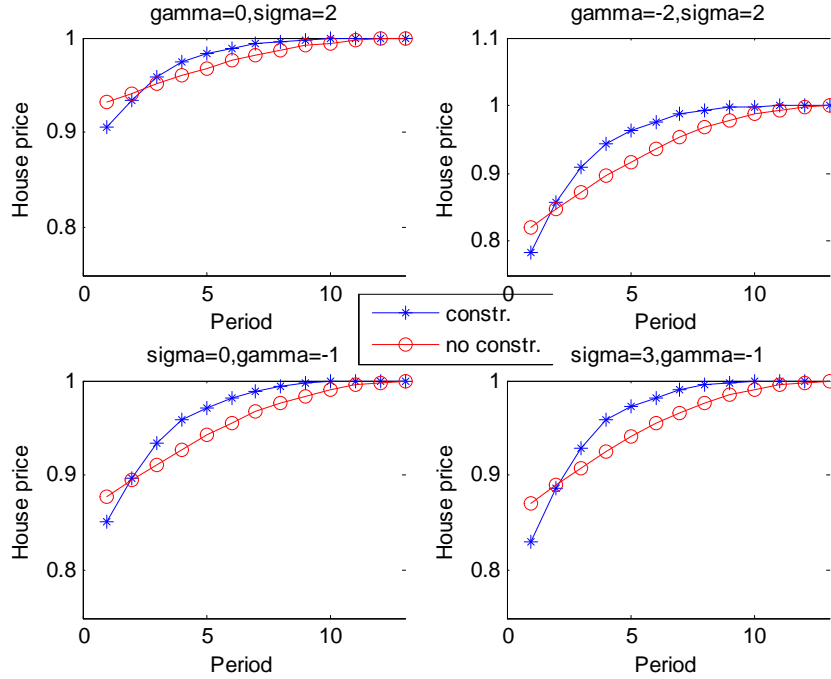 gamma=0,sigma=2
1
0.9
0.8
House price
0
5
10
Period
gamma=-2,sigma=2
1.1
1
0.9
0.8
House price
0
5
10
Period
constr.
no constr.
sigma=0,gamma=-1
1
0.9
0.8
House price
0
5
10
Period
sigma=3,gamma=-1
1
0.9
0.8
House price
0
5
10
Period